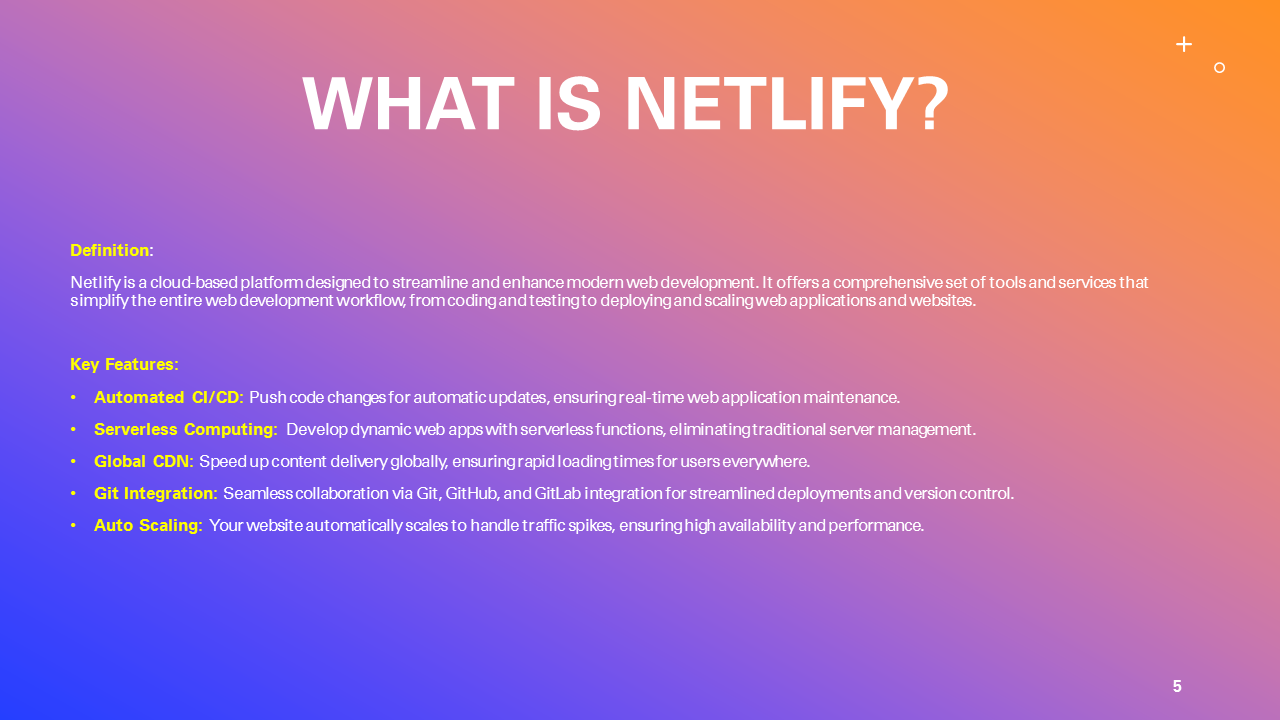 WHAT IS NETLIFY?
Definition:
Netlify is a cloud-based platform designed to streamline and enhance modern web development. It offers a comprehensive set of tools and services that
simplify the entire web development workflow, from coding and testing to deploying and scaling web applications and websites.
Key Features:
• Automated CI/CD: Push code changes for automatic updates, ensuring real-time web application maintenance.
• Serverless Computing: Develop dynamic web apps with serverless functions, eliminating traditional server management.
• Global CDN: Speed up content delivery globally, ensuring rapid loading times for users everywhere.
• Git Integration: Seamless collaboration via Git, GitHub, and GitLab integration for streamlined deployments and version control.
• Auto Scaling: Your website automatically scales to handle traffic spikes, ensuring high availability and performance.
5